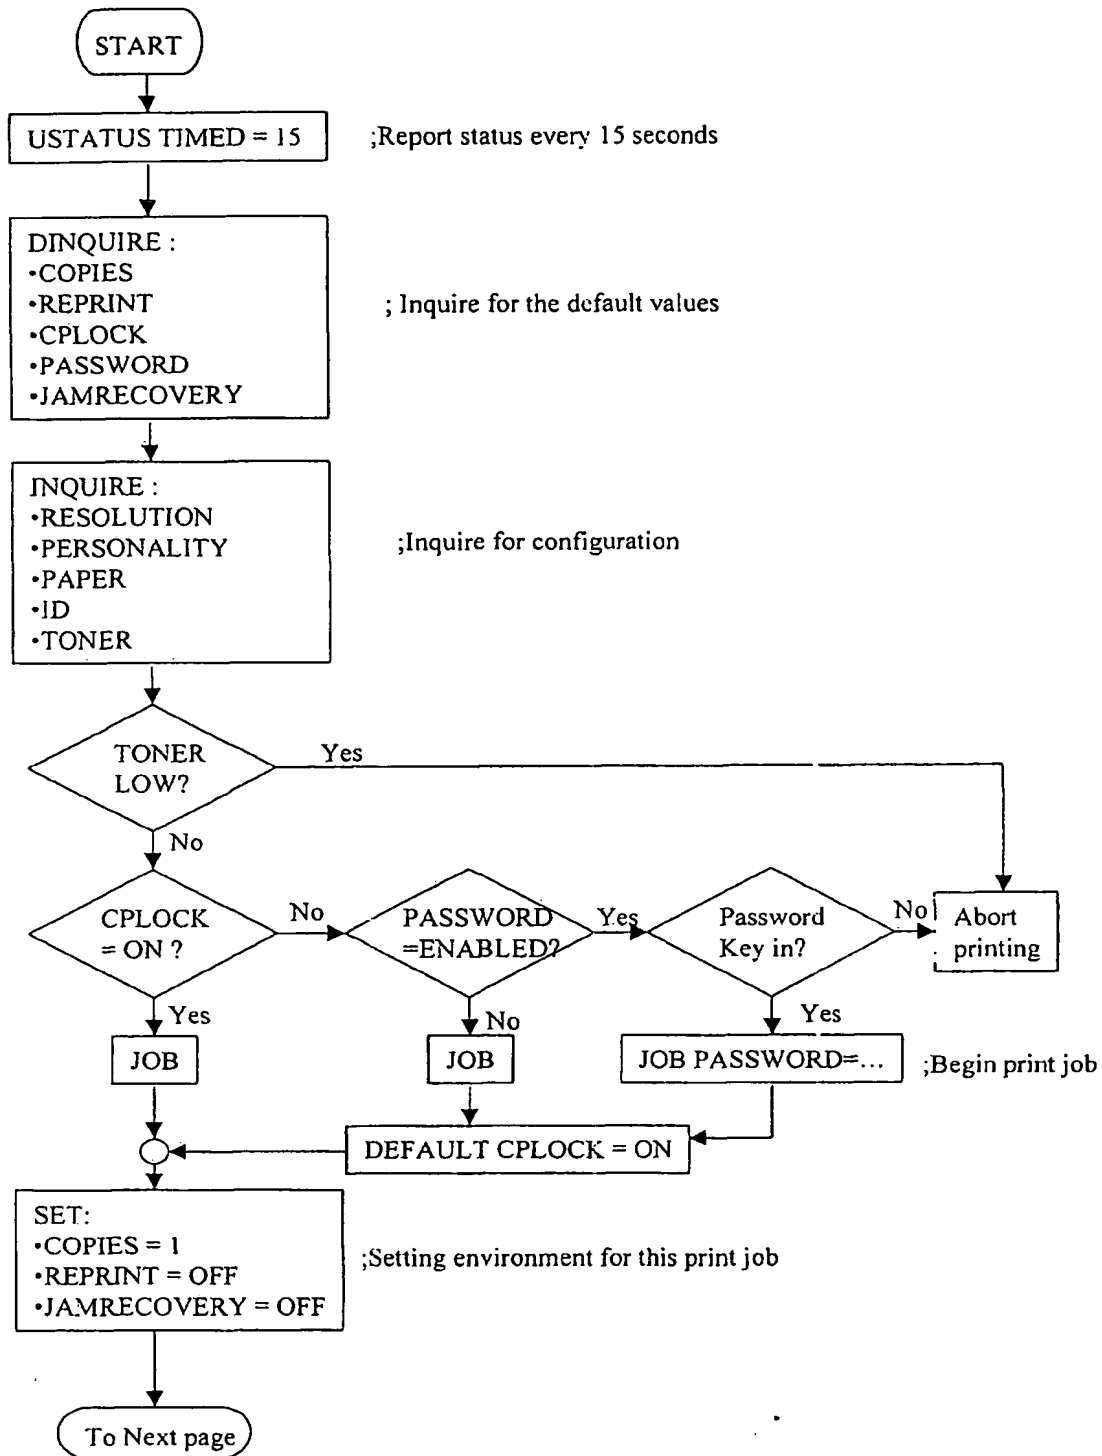 START
USTATUS TIMED = 15
;Report status every 15 seconds
DINQUIRE :
•COPIES
•REPRINT
•CPLOCK
•PASSWORD
•JAMRECOVERY
; Inquire for the default values
INQUIRE :
•RESOLUTION
•PERSONALITY
•PAPER
•ID
•TONER
;Inquire for configuration
TONER
LOW?
Yes
No
CPLOCK
= ON ?
No
PASSWORD
=ENABLED?
Yes
Password
Key in?
No
Abort
printing
Yes
No
Yes
JOB
JOB
JOB PASSWORD=...
;Begin print job
DEFAULT CPLOCK = ON
SET:
•COPIES = 1
•REPRINT = OFF
•JAMRECOVERY = OFF
;Setting environment for this print job
To Next page